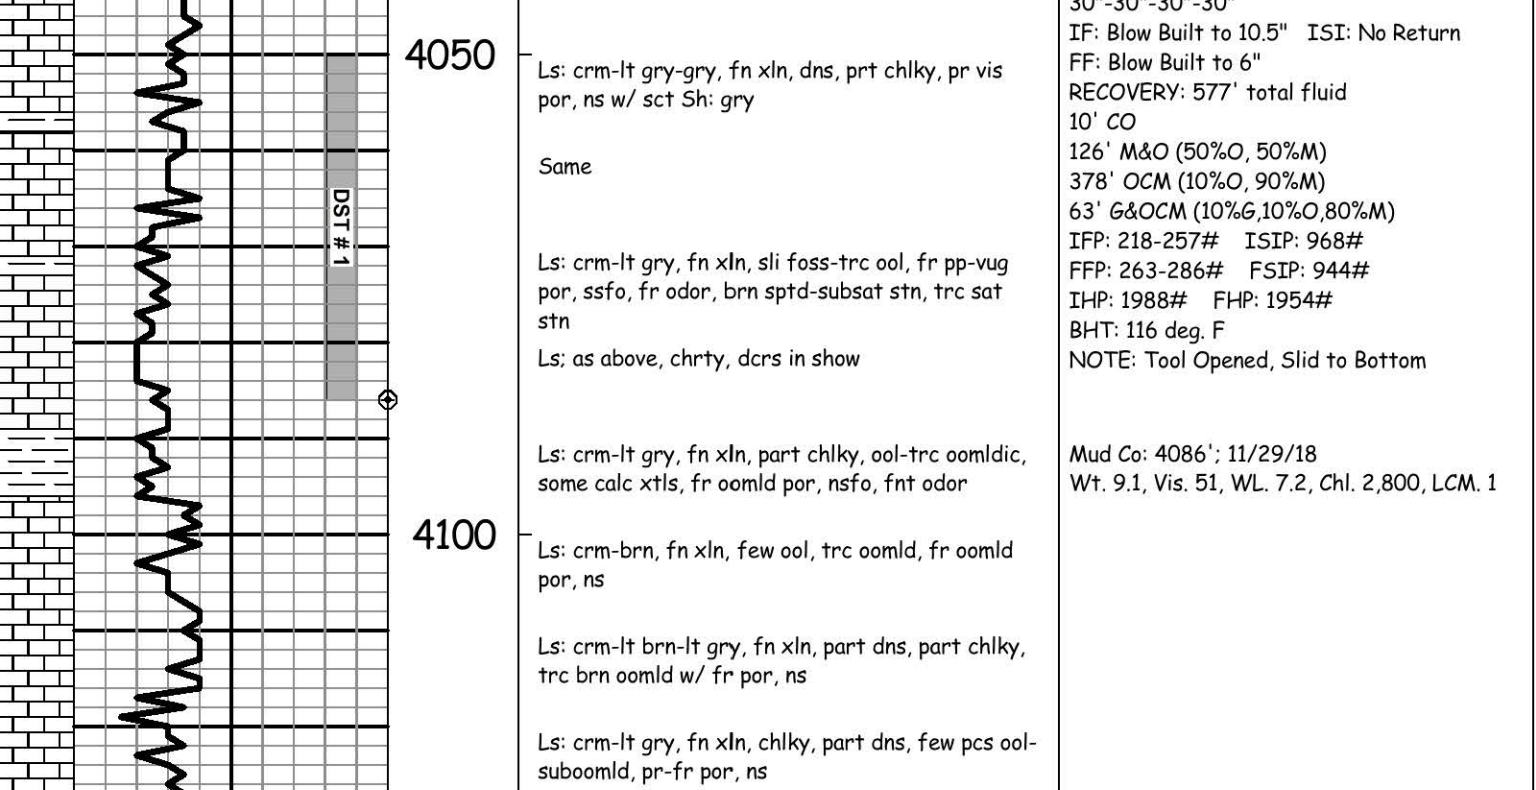 4050
DST # 1
4100
Ls: crm-lt gry-gry, fn xln, dns, prt chlky, pr vis
por, ns w/ sct Sh: gry
Same
Ls: crm-lt gry, fn xln, sli foss-trc ool, fr pp-vug
por, ssfo, fr odor, brn sptd-subsat stn, trc sat
stn
Ls; as above, chrty, dcrs in show
Ls: crm-lt gry, fn xln, part chlky, ool-trc oomldic,
some calc xtls, fr oomld por, nsfo, fnt odor
Ls: crm-brn, fn xln, few ool, trc oomld, fr oomld
por, ns
Ls: crm-lt brn-lt gry, fn xln, part dns, part chlky,
trc brn oomld w/ fr por, ns
Ls: crm-lt gry, fn xln, chlky, part dns, few pcs ool-
suboomld, pr-fr por, ns
30"-30"-30"-30"
IF: Blow Built to 10.5" ISI: No Return
FF: Blow Built to 6"
RECOVERY: 577' total fluid
10' CO
126' M&O (50%O, 50%M)
378' OCM (10%O, 90%M)
63' G&OCM (10%G,10%O,80%M)
IFP: 218-257# ISIP: 968#
FFP: 263-286# FSIP: 944#
IHP: 1988# FHP: 1954#
BHT: 116 deg. F
NOTE: Tool Opened, Slid to Bottom
Mud Co: 4086'; 11/29/18
Wt. 9.1, Vis. 51, WL. 7.2, Chl. 2,800, LCM. 1